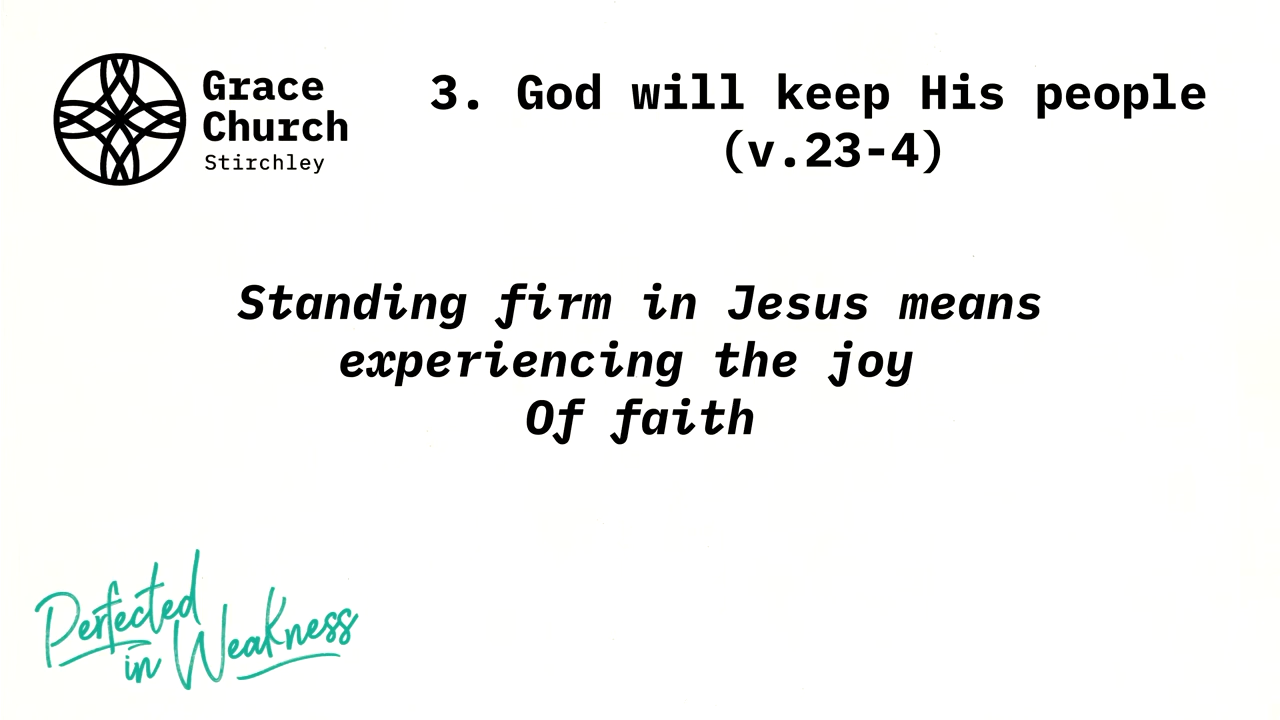 Grace
Church
Stirchley
3. God will keep His people
(v.23-4)
Standing firm in Jesus means
experiencing the joy
Of faith
Perfected
in Weakness